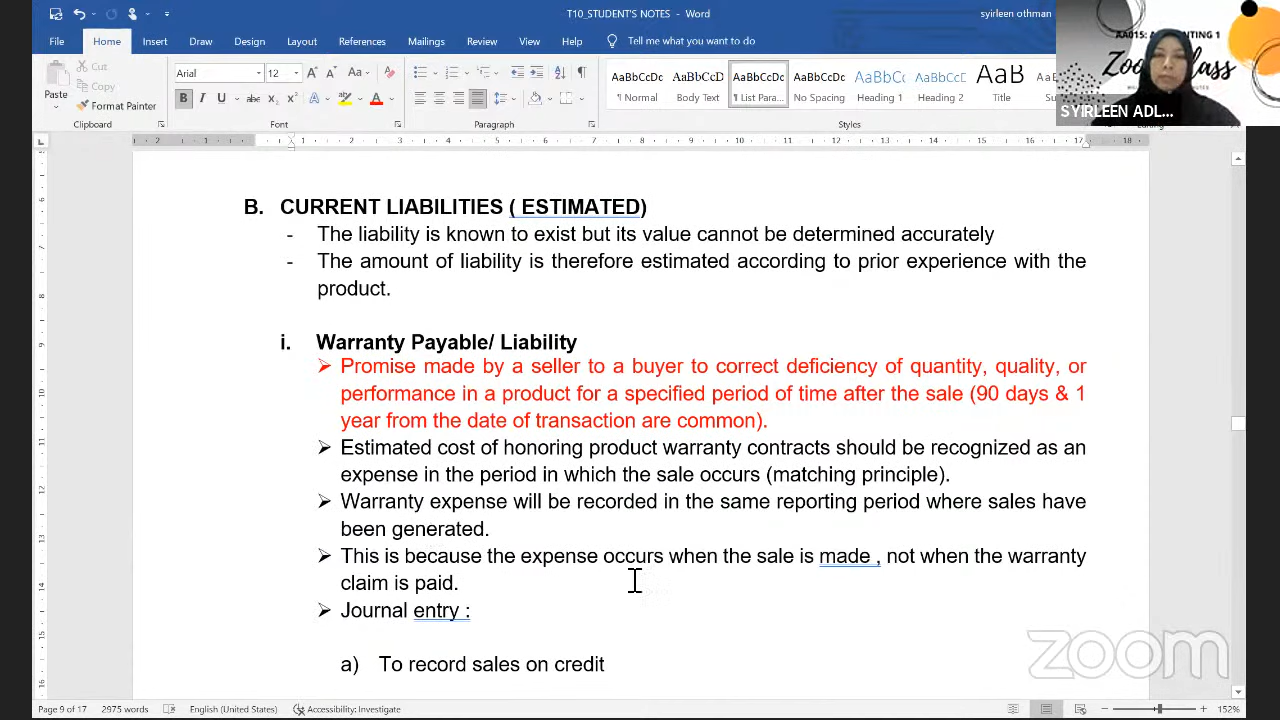 T10_STUDENT'S NOTES - Word
syirleen othman
File Home Insert Draw Design Layout References Mailings Review View Help Tell me what you want to do
AA015: ACCOUNTING 1
SYIRLEEN ADL...
Paste
Cut
Copy
Format Painter
Arial 12
AaBbCcDc AaBbCcD AaBbCcDc AaBbCcDc AaBbCc AaBbCcD AaB
¶ Normal Body Text ¶ List Para... No Spacing Heading 1 Heading 2 Title
Clipboard Font Paragraph Styles Editing
B. CURRENT LIABILITIES ( ESTIMATED)
- The liability is known to exist but its value cannot be determined accurately
- The amount of liability is therefore estimated according to prior experience with the
product.
i. Warranty Payable/ Liability
➢ Promise made by a seller to a buyer to correct deficiency of quantity, quality, or
performance in a product for a specified period of time after the sale (90 days & 1
year from the date of transaction are common).
➢ Estimated cost of honoring product warranty contracts should be recognized as an
expense in the period in which the sale occurs (matching principle).
➢ Warranty expense will be recorded in the same reporting period where sales have
been generated.
➢ This is because the expense occurs when the sale is made , not when the warranty
claim is paid.
➢ Journal entry :
a) To record sales on credit
zoom
Page 9 of 17 2975 words English (United States) Accessibility: Investigate 152%